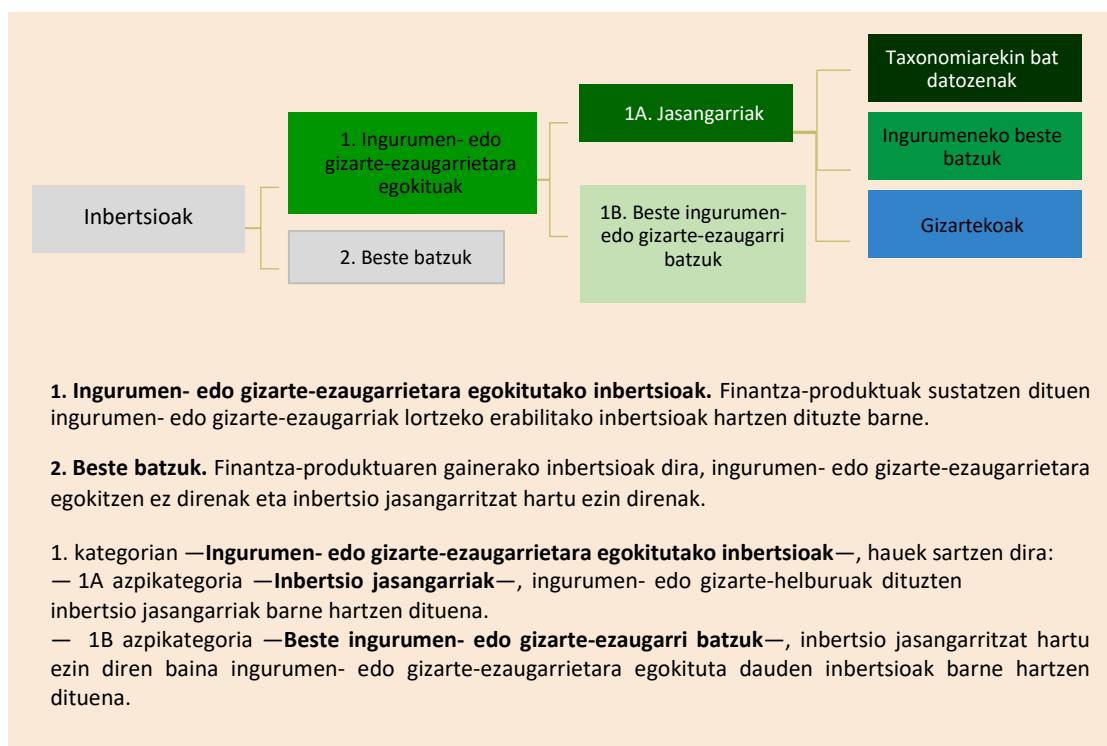 Inbertsioak
1. Ingurumen- edo
gizarte-ezaugarrietara
egokituak
2. Beste batzuk
1A. Jasangarriak
1B. Beste ingurumen-
edo gizarte-ezaugarri
batzuk
Taxonomiarekin bat
datozenak
Ingurumeneko beste
batzuk
Gizartekoak
1. Ingurumen- edo gizarte-ezaugarrietara egokitutako inbertsioak. Finantza-produktuak sustatzen dituen
ingurumen- edo gizarte-ezaugarriak lortzeko erabilitako inbertsioak hartzen dituzte barne.
2. Beste batzuk. Finantza-produktuaren gainerako inbertsioak dira, ingurumen- edo gizarte-ezaugarrietara
egokitzen ez direnak eta inbertsio jasangarritzat hartu ezin direnak.
1. kategorian —Ingurumen- edo gizarte-ezaugarrietara egokitutako inbertsioak—, hauek sartzen dira:
— 1A azpikategoria —Inbertsio jasangarriak—, ingurumen- edo gizarte-helburuak dituzten
inbertsio jasangarriak barne hartzen dituena.
— 1B azpikategoria —Beste ingurumen- edo gizarte-ezaugarri batzuk—, inbertsio jasangarritzat hartu
ezin diren baina ingurumen- edo gizarte-ezaugarrietara egokituta dauden inbertsioak barne hartzen
dituena.